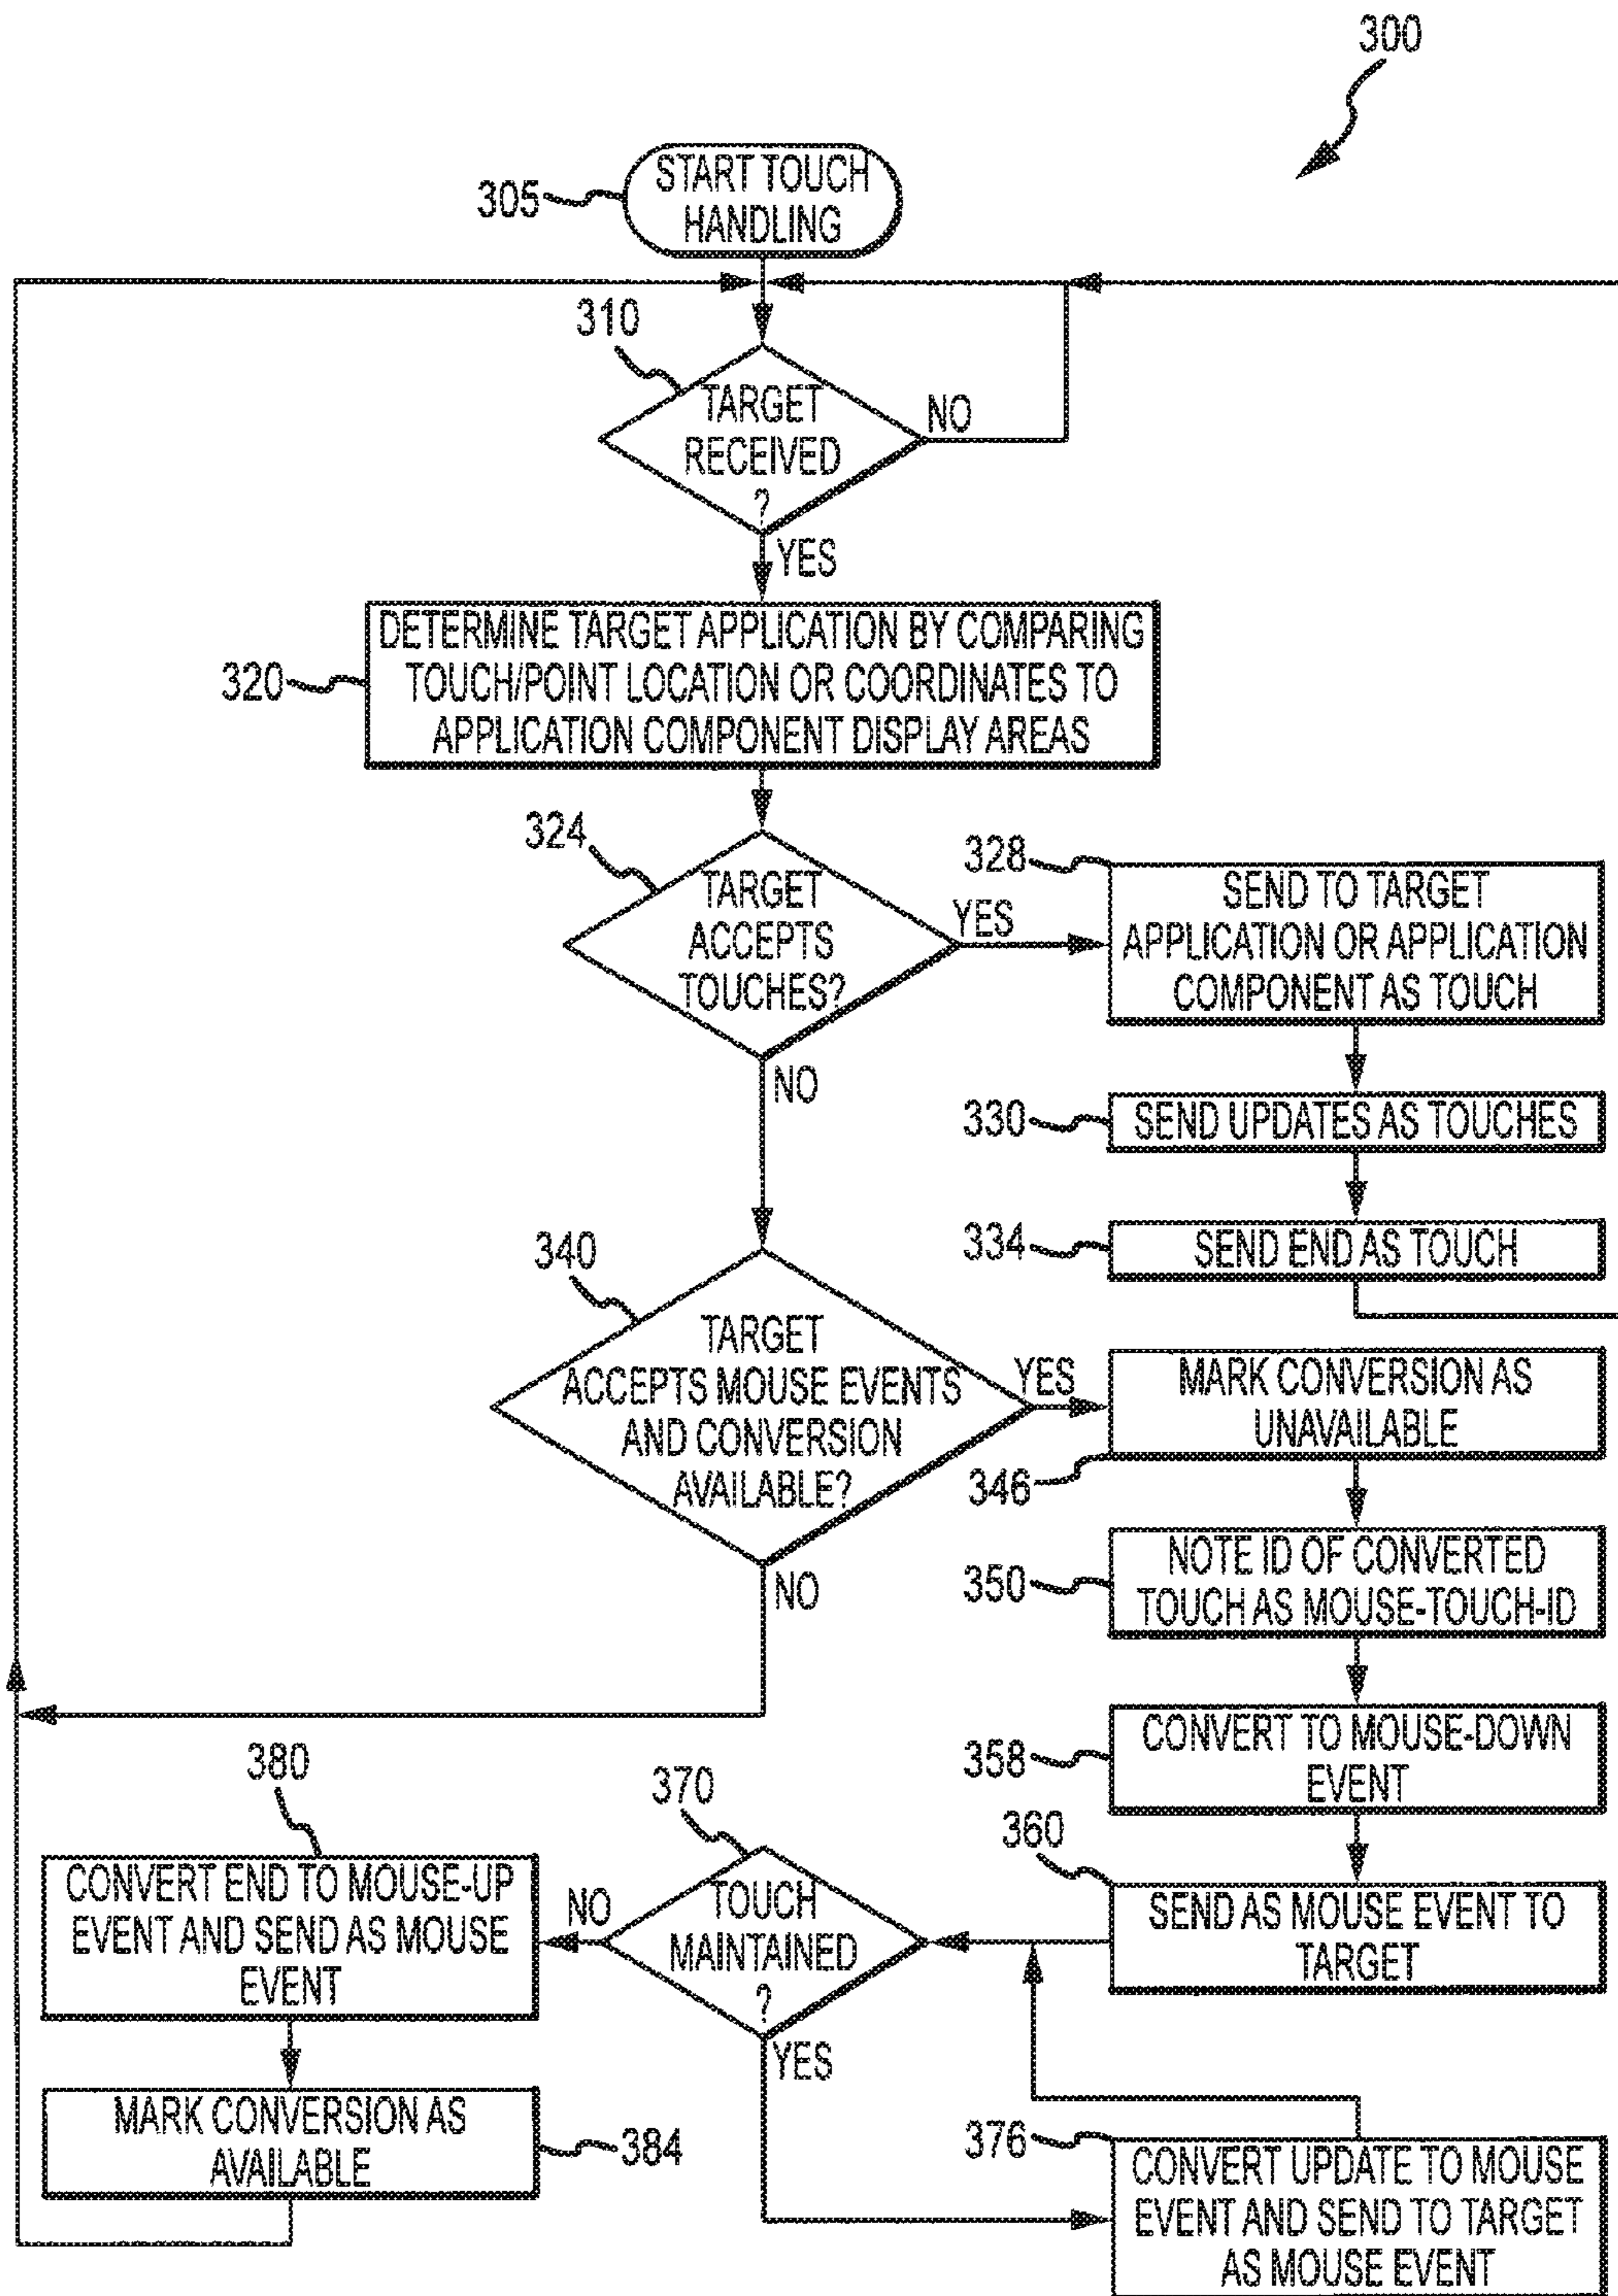 300
START TOUCH
HANDLING
305
310
TARGET
RECEIVED
?
NO
YES
DETERMINE TARGET APPLICATION BY COMPARING
TOUCH/POINT LOCATION OR COORDINATES TO
APPLICATION COMPONENT DISPLAY AREAS
320
324
TARGET
ACCEPTS
TOUCHES?
YES
NO
328
SEND TO TARGET
APPLICATION OR APPLICATION
COMPONENT AS TOUCH
330
SEND UPDATES AS TOUCHES
334
SEND END AS TOUCH
340
TARGET
ACCEPTS MOUSE EVENTS
AND CONVERSION
AVAILABLE?
YES
NO
MARK CONVERSION AS
UNAVAILABLE
346
350
NOTE ID OF CONVERTED
TOUCH AS MOUSE-TOUCH-ID
358
CONVERT TO MOUSE-DOWN
EVENT
360
SEND AS MOUSE EVENT TO
TARGET
370
TOUCH
MAINTAINED
?
NO
YES
380
CONVERT END TO MOUSE-UP
EVENT AND SEND AS MOUSE
EVENT
MARK CONVERSION AS
AVAILABLE
384
376
CONVERT UPDATE TO MOUSE
EVENT AND SEND TO TARGET
AS MOUSE EVENT